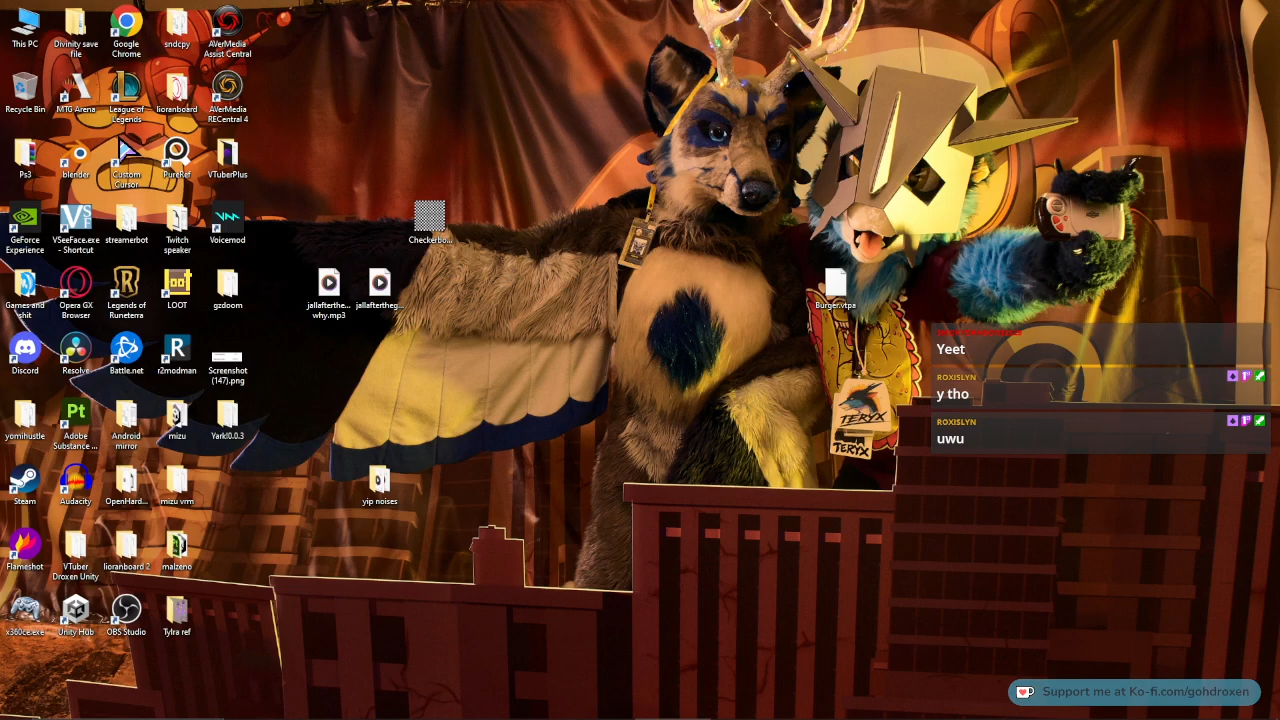 This PC
Divinity save
file
Google
Chrome
sndcpy
AVerMedia
Assist Central
Recycle Bin
MTG Arena
League of
Legends
lioranboard
AVerMedia
RECentral 4
Ps3
blender
Custom
Cursor
PureRef
VTuberPlus
GeForce
Experience
VSeeFace.exe
- Shortcut
streamerbot
Twitch
speaker
Voicemod
Checkerbo...
Games and
shit
Opera GX
Browser
Legends of
Runeterra
LOOT
gzdoom
jallafterthe...
why.mp3
jallaftertheg...
Burger.vtpa
Discord
Resolve
Battle.net
r2modman
Screenshot
(147).png
Yeet
ROXISLYN
y tho
ROXISLYN
uwu
TERYX
TERYX
yomihustle
Adobe
Substance ...
Android
mirror
mizu
Yark!0.0.3
Steam
Audacity
OpenHard...
mizu vrm
yip noises
Flameshot
VTuber
Droxen Unity
lioranboard 2
malzeno
x360ce.exe
Unity Hub
OBS Studio
Tylra ref
Support me at Ko-fi.com/gohdroxen